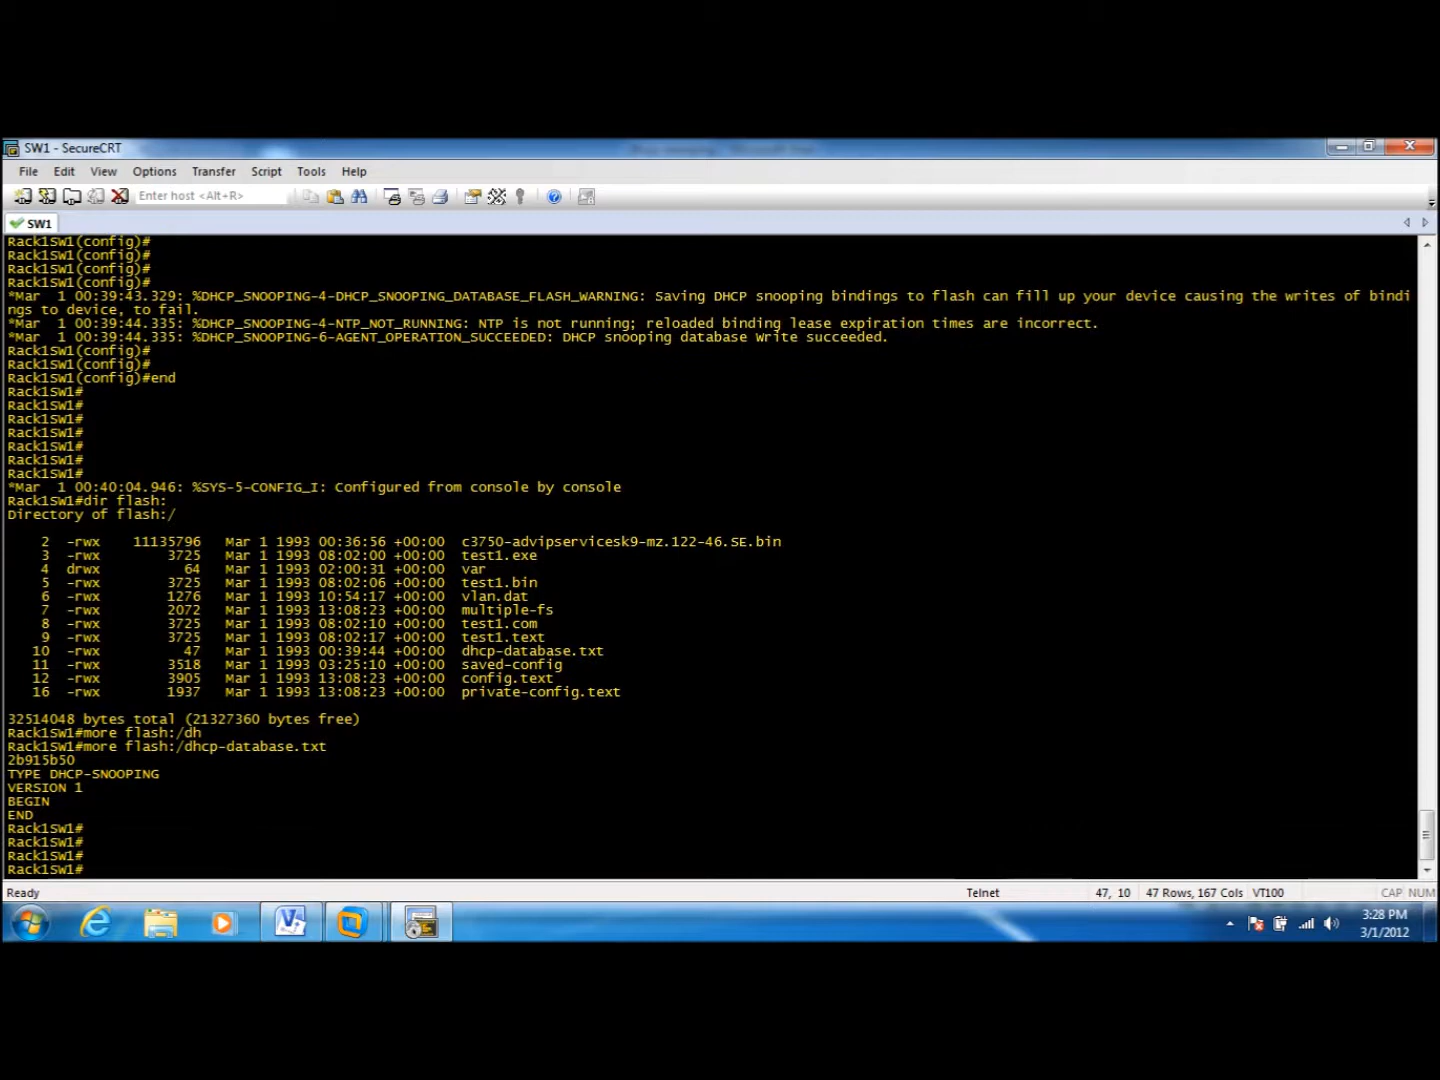 SW1 - SecureCRT
File Edit View Options Transfer Script Tools Help
Enter host <Alt+R>
SW1
Rack1SW1(config)#
Rack1SW1(config)#
Rack1SW1(config)#
Rack1SW1(config)#
*Mar  1 00:39:43.329: %DHCP_SNOOPING-4-DHCP_SNOOPING_DATABASE_FLASH_WARNING: Saving DHCP snooping bindings to flash can fill up your device causing the writes of bindi
ngs to device, to fail.
*Mar  1 00:39:44.335: %DHCP_SNOOPING-4-NTP_NOT_RUNNING: NTP is not running; reloaded binding lease expiration times are incorrect.
*Mar  1 00:39:44.335: %DHCP_SNOOPING-6-AGENT_OPERATION_SUCCEEDED: DHCP snooping database Write succeeded.
Rack1SW1(config)#
Rack1SW1(config)#
Rack1SW1(config)#end
Rack1SW1#
Rack1SW1#
Rack1SW1#
Rack1SW1#
Rack1SW1#
Rack1SW1#
Rack1SW1#
*Mar  1 00:40:04.946: %SYS-5-CONFIG_I: Configured from console by console
Rack1SW1#dir flash:
Directory of flash:/
2  -rwx    11135796   Mar 1 1993 00:36:56 +00:00  c3750-advipservicesk9-mz.122-46.SE.bin
3  -rwx        3725   Mar 1 1993 08:02:00 +00:00  test1.exe
4  drwx          64   Mar 1 1993 02:00:31 +00:00  var
5  -rwx        3725   Mar 1 1993 08:02:06 +00:00  test1.bin
6  -rwx        1276   Mar 1 1993 10:54:17 +00:00  vlan.dat
7  -rwx        2072   Mar 1 1993 13:08:23 +00:00  multiple-fs
8  -rwx        3725   Mar 1 1993 08:02:10 +00:00  test1.com
9  -rwx        3725   Mar 1 1993 08:02:17 +00:00  test1.text
10  -rwx          47   Mar 1 1993 00:39:44 +00:00  dhcp-database.txt
11  -rwx        3518   Mar 1 1993 03:25:10 +00:00  saved-config
12  -rwx        3905   Mar 1 1993 13:08:23 +00:00  config.text
16  -rwx        1937   Mar 1 1993 13:08:23 +00:00  private-config.text
32514048 bytes total (21327360 bytes free)
Rack1SW1#more flash:/dh
Rack1SW1#more flash:/dhcp-database.txt
2b915b50
TYPE DHCP-SNOOPING
VERSION 1
BEGIN
END
Rack1SW1#
Rack1SW1#
Rack1SW1#
Rack1SW1#
Ready Telnet 47, 10 47 Rows, 167 Cols VT100 CAP NUM
3:28 PM
3/1/2012